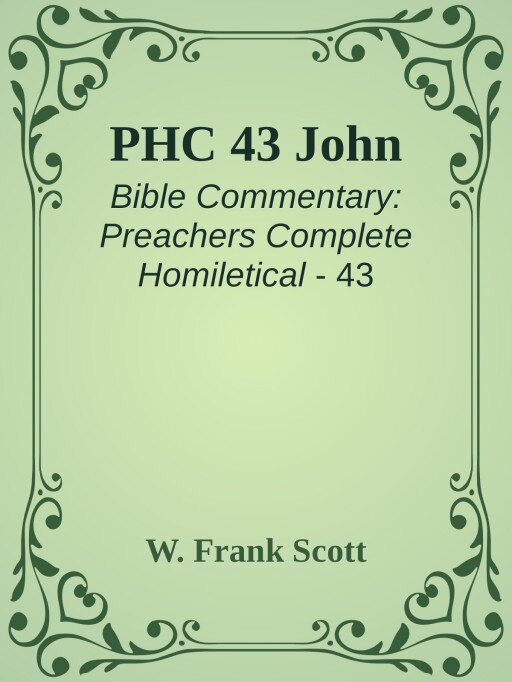 PHC 43 John
Bible Commentary:
Preachers Complete
Homiletical - 43
W. Frank Scott